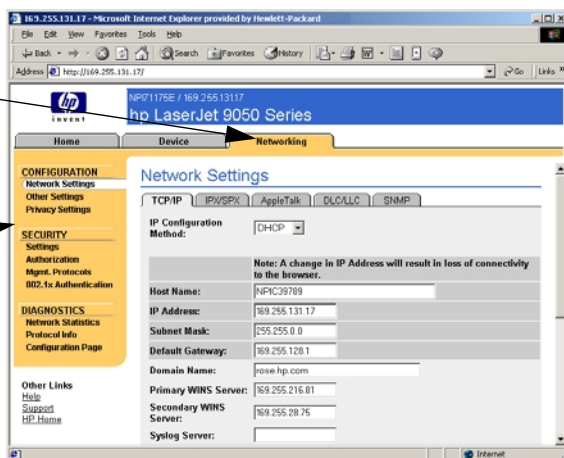 169.255.131.17 - Microsoft Internet Explorer provided by Hewlett-Packard
File Edit View Favorites Tools Help
Back Search Favorites History
Address http://169.255.131.17/ Go Links »
hp
invent
NPI71175E / 169.255.131.17
hp LaserJet 9050 Series
Home Device Networking
CONFIGURATION
Network Settings
Other Settings
Privacy Settings
SECURITY
Settings
Authorization
Mgmt. Protocols
802.1x Authentication
DIAGNOSTICS
Network Statistics
Protocol Info
Configuration Page
Other Links
Help
Support
HP Home
Network Settings
TCP/IP IPX/SPX AppleTalk DLC/LLC SNMP
IP Configuration Method: DHCP
Note: A change in IP Address will result in loss of connectivity to the browser.
Host Name: NPIC39789
IP Address: 169.255.131.17
Subnet Mask: 255.255.0.0
Default Gateway: 169.255.128.1
Domain Name: rose.hp.com
Primary WINS Server: 169.255.216.81
Secondary WINS Server: 169.255.28.75
Syslog Server:
Internet